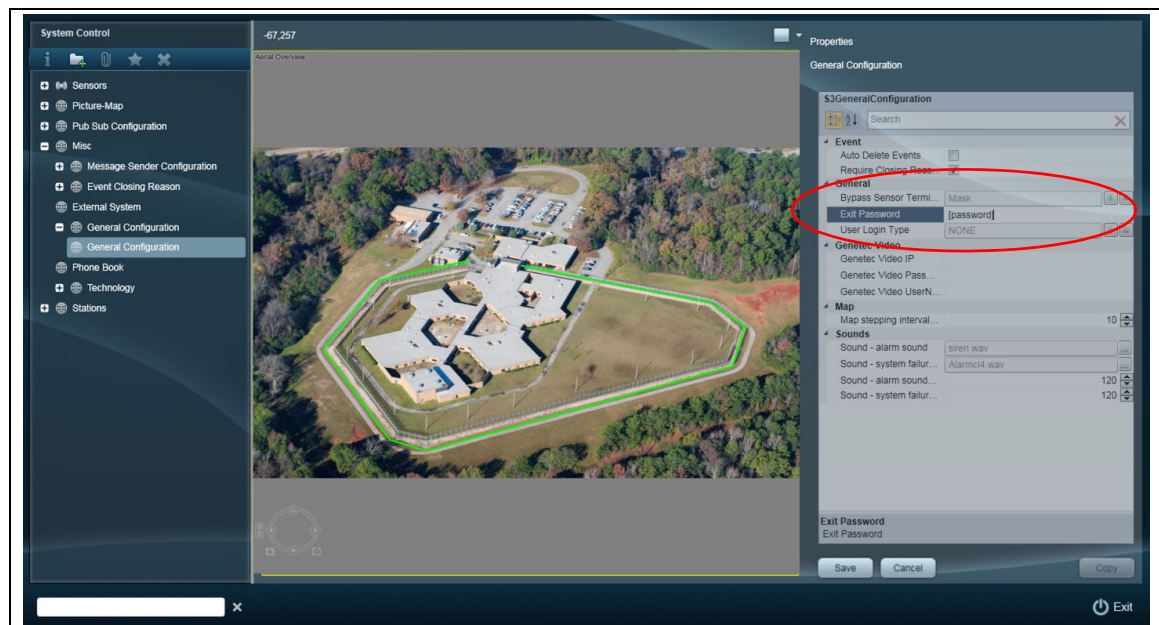 System Control
Sensors
Picture-Map
Pub Sub Configuration
Misc
Message Sender Configuration
Event Closing Reason
External System
General Configuration
General Configuration
Phone Book
Technology
Stations
-67,257
Aerial Overview
Properties
General Configuration
S3GeneralConfiguration
Search
Event
Auto Delete Events
Require Closing Reas...
General
Bypass Sensor Termi... Mask
Exit Password [password]
User Login Type NONE
Genetec Video
Genetec Video IP
Genetec Video Pass...
Genetec Video UserN...
Map
Map stepping interval... 10
Sounds
Sound - alarm sound siren.wav
Sound - system failur... Alarmcl4.wav
Sound - alarm sound... 120
Sound - system failur... 120
Exit Password
Exit Password
Save Cancel Copy
Exit